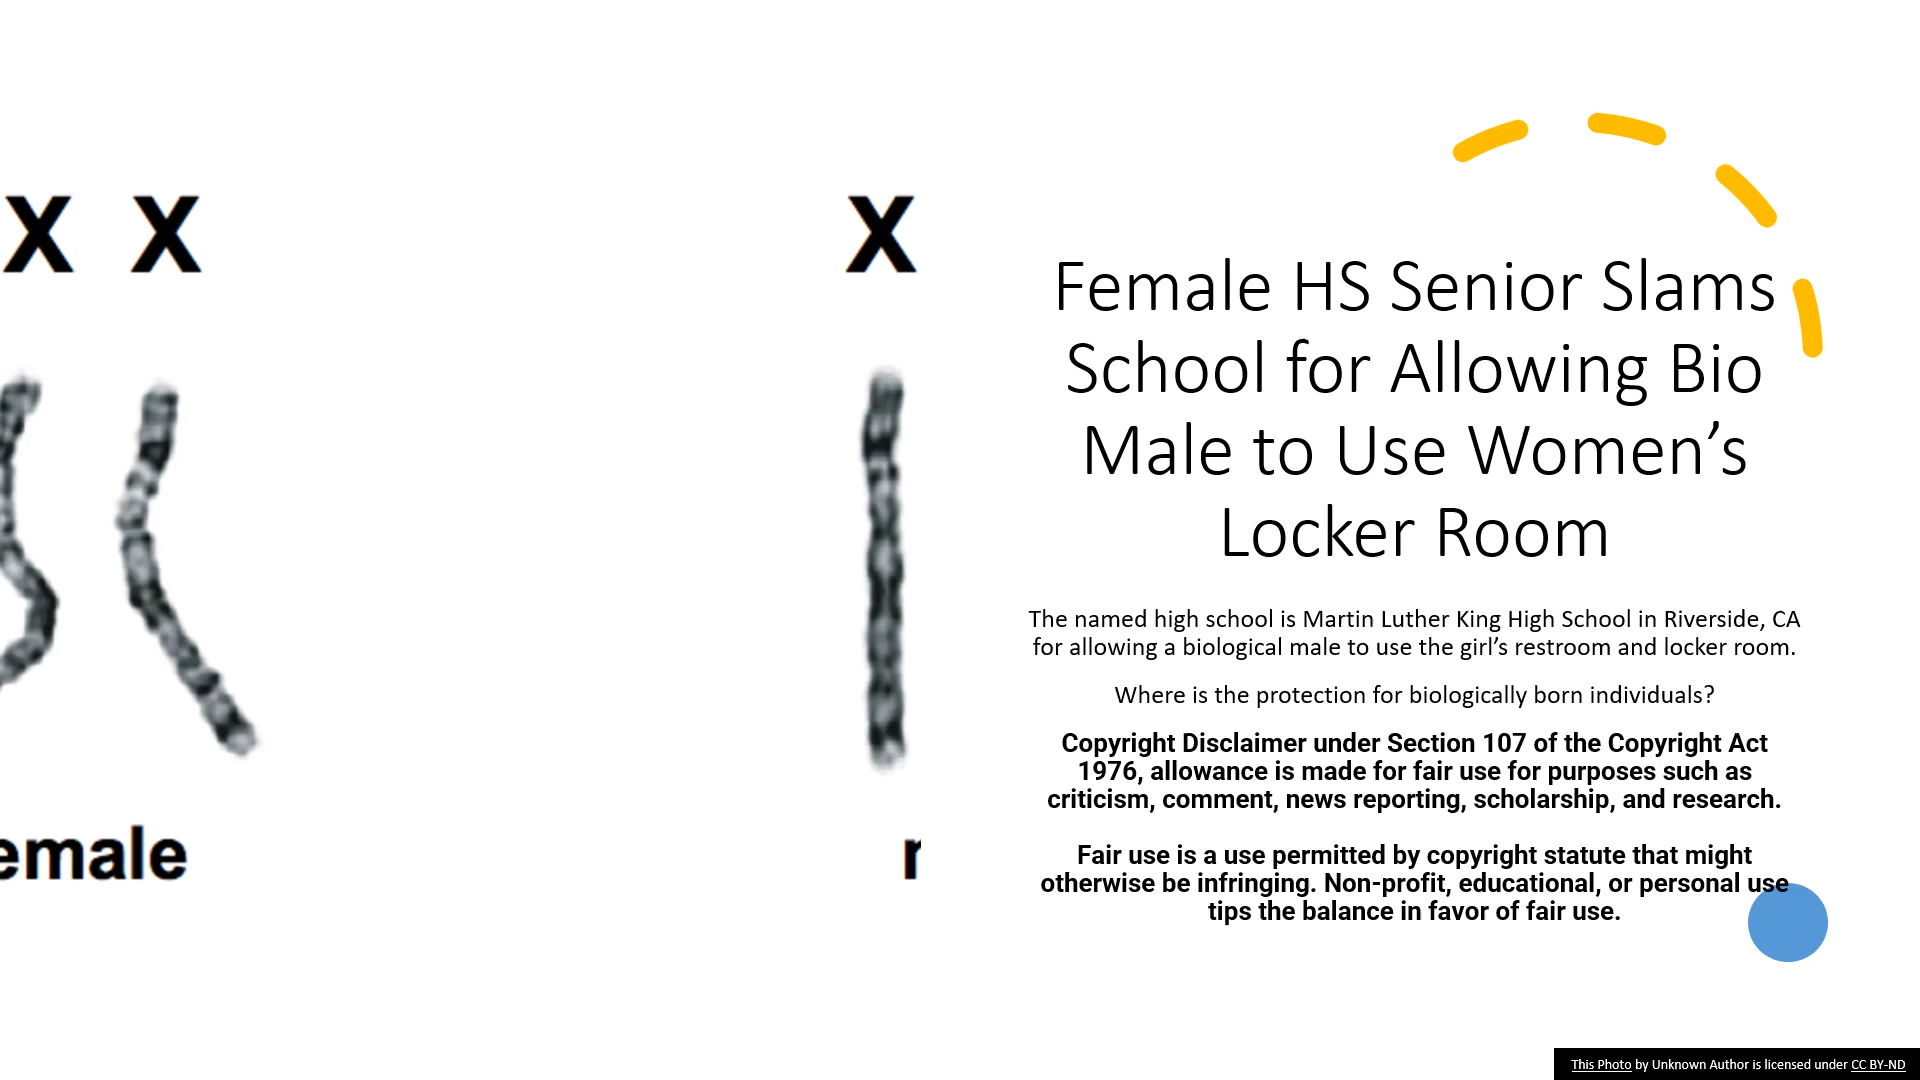 X X
X
emale
Female HS Senior Slams
School for Allowing Bio
Male to Use Women’s
Locker Room
The named high school is Martin Luther King High School in Riverside, CA
for allowing a biological male to use the girl’s restroom and locker room.
Where is the protection for biologically born individuals?
Copyright Disclaimer under Section 107 of the Copyright Act
1976, allowance is made for fair use for purposes such as
criticism, comment, news reporting, scholarship, and research.
Fair use is a use permitted by copyright statute that might
otherwise be infringing. Non-profit, educational, or personal use
tips the balance in favor of fair use.
This Photo by Unknown Author is licensed under CC BY-ND